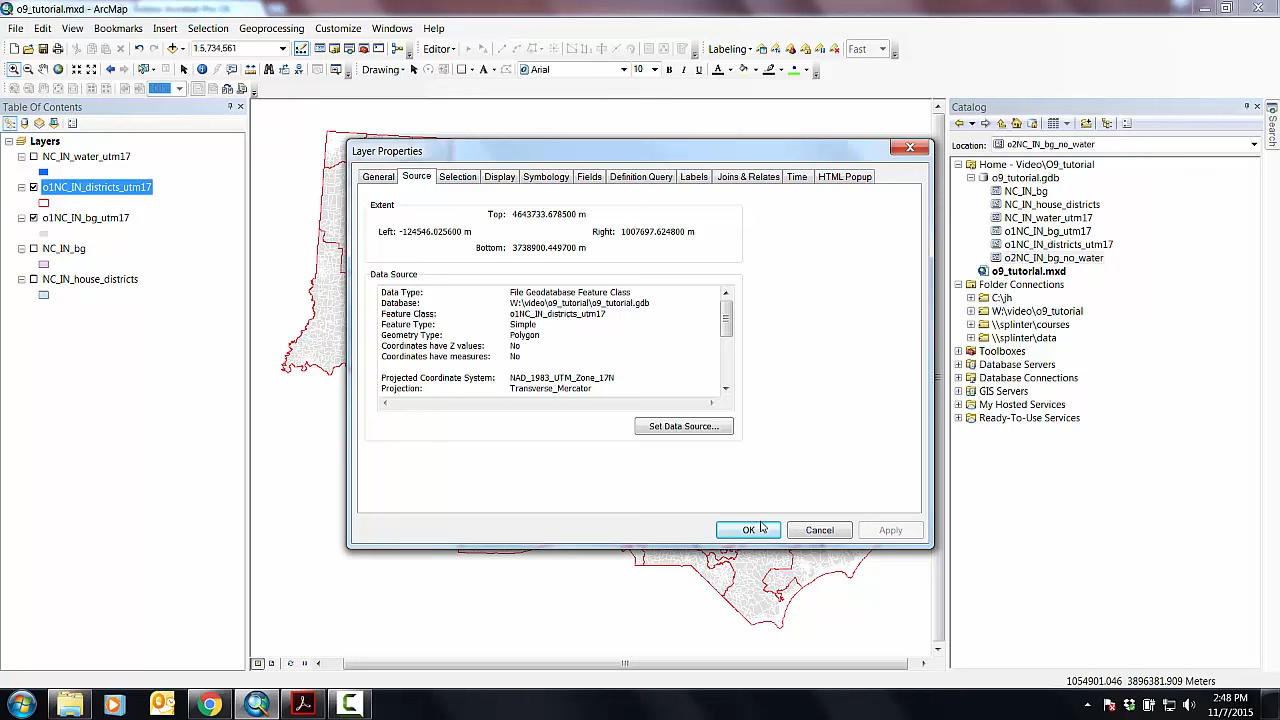 o9_tutorial.mxd - ArcMap
File Edit View Bookmarks Insert Selection Geoprocessing Customize Windows Help
1:5,734,561 Editor Labeling Fast
Drawing A Arial 10 B I U A
Table Of Contents
Layers
NC_IN_water_utm17
o1NC_IN_districts_utm17
o1NC_IN_bg_utm17
NC_IN_bg
NC_IN_house_districts
Layer Properties
General Source Selection Display Symbology Fields Definition Query Labels Joins & Relates Time HTML Popup
Extent
Top: 4643733.678500 m
Left: -124546.025600 m Right: 1007697.624800 m
Bottom: 3738900.449700 m
Data Source
Data Type: File Geodatabase Feature Class
Database: W:\video\o9_tutorial\o9_tutorial.gdb
Feature Class: o1NC_IN_districts_utm17
Feature Type: Simple
Geometry Type: Polygon
Coordinates have Z values: No
Coordinates have measures: No
Projected Coordinate System: NAD_1983_UTM_Zone_17N
Projection: Transverse_Mercator
Set Data Source...
OK Cancel Apply
Catalog
Location: o2NC_IN_bg_no_water
Home - Video\O9_tutorial
o9_tutorial.gdb
NC_IN_bg
NC_IN_house_districts
NC_IN_water_utm17
o1NC_IN_bg_utm17
o1NC_IN_districts_utm17
o2NC_IN_bg_no_water
o9_tutorial.mxd
Folder Connections
C:\jh
W:\video\o9_tutorial
\\splinter\courses
\\splinter\data
Toolboxes
Database Servers
Database Connections
GIS Servers
My Hosted Services
Ready-To-Use Services
Search
1054901.046 3896381.909 Meters
2:48 PM
11/7/2015